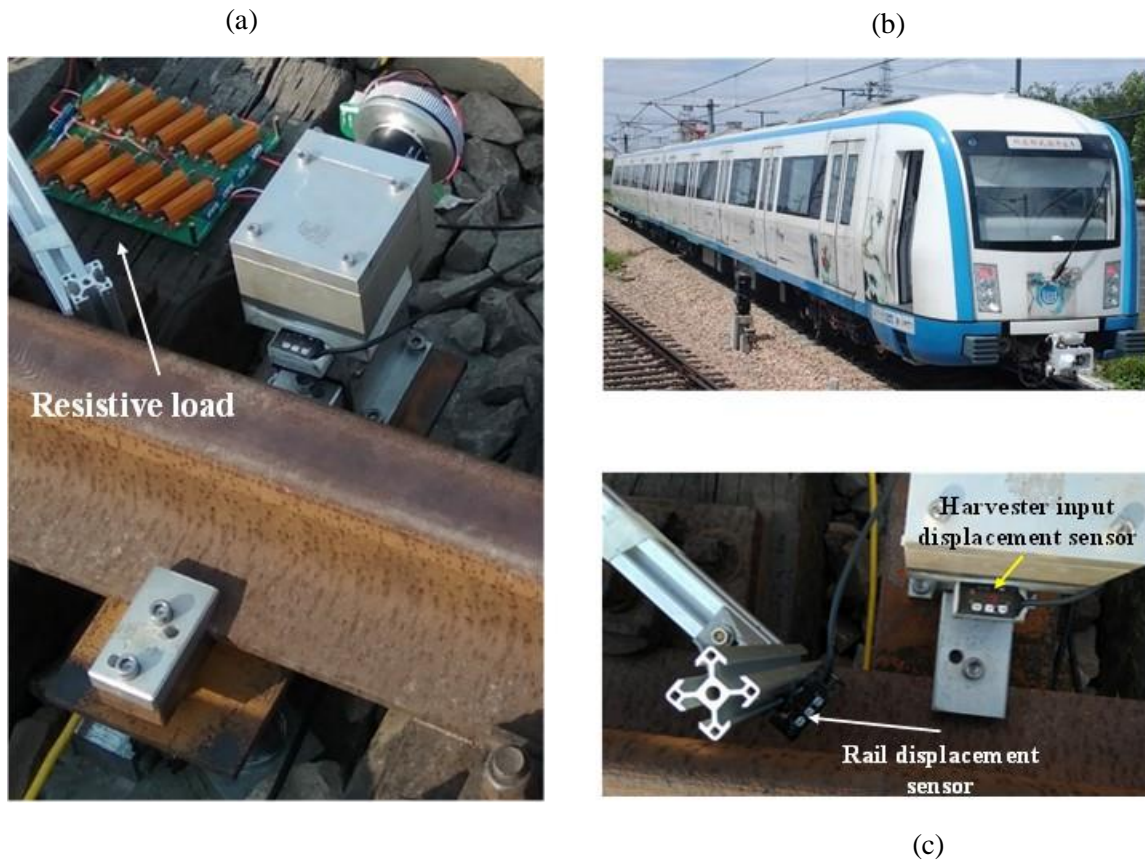 (a)
(b)
Resistive load
Harvester input
displacement sensor
Rail displacement
sensor
(c)